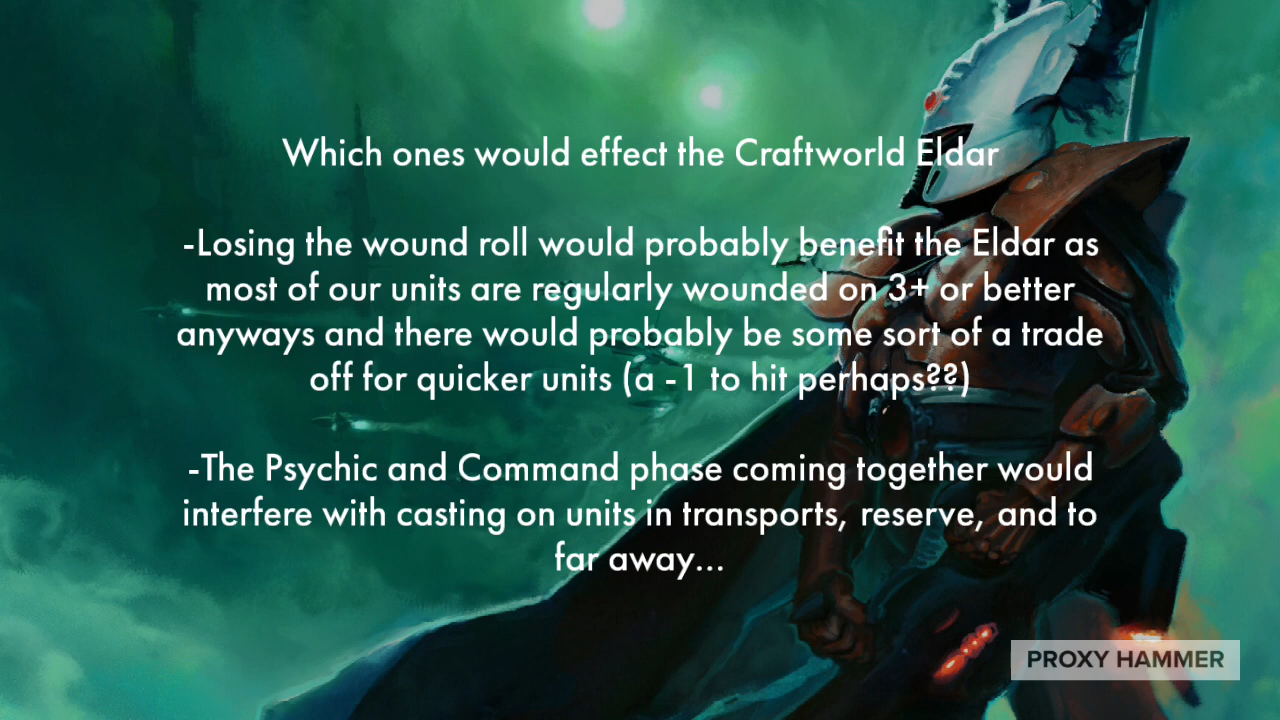 Which ones would effect the Craftworld Eldar
-Losing the wound roll would probably benefit the Eldar as
most of our units are regularly wounded on 3+ or better
anyways and there would probably be some sort of a trade
off for quicker units (a -1 to hit perhaps??)
-The Psychic and Command phase coming together would
interfere with casting on units in transports, reserve, and to
far away...
PROXY HAMMER